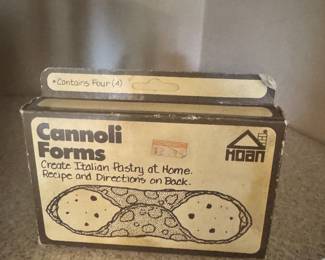 • Contains Four (4)
Cannoli
Forms
HOAN
Create Italian Pastry at Home.
Recipe and Directions on Back.